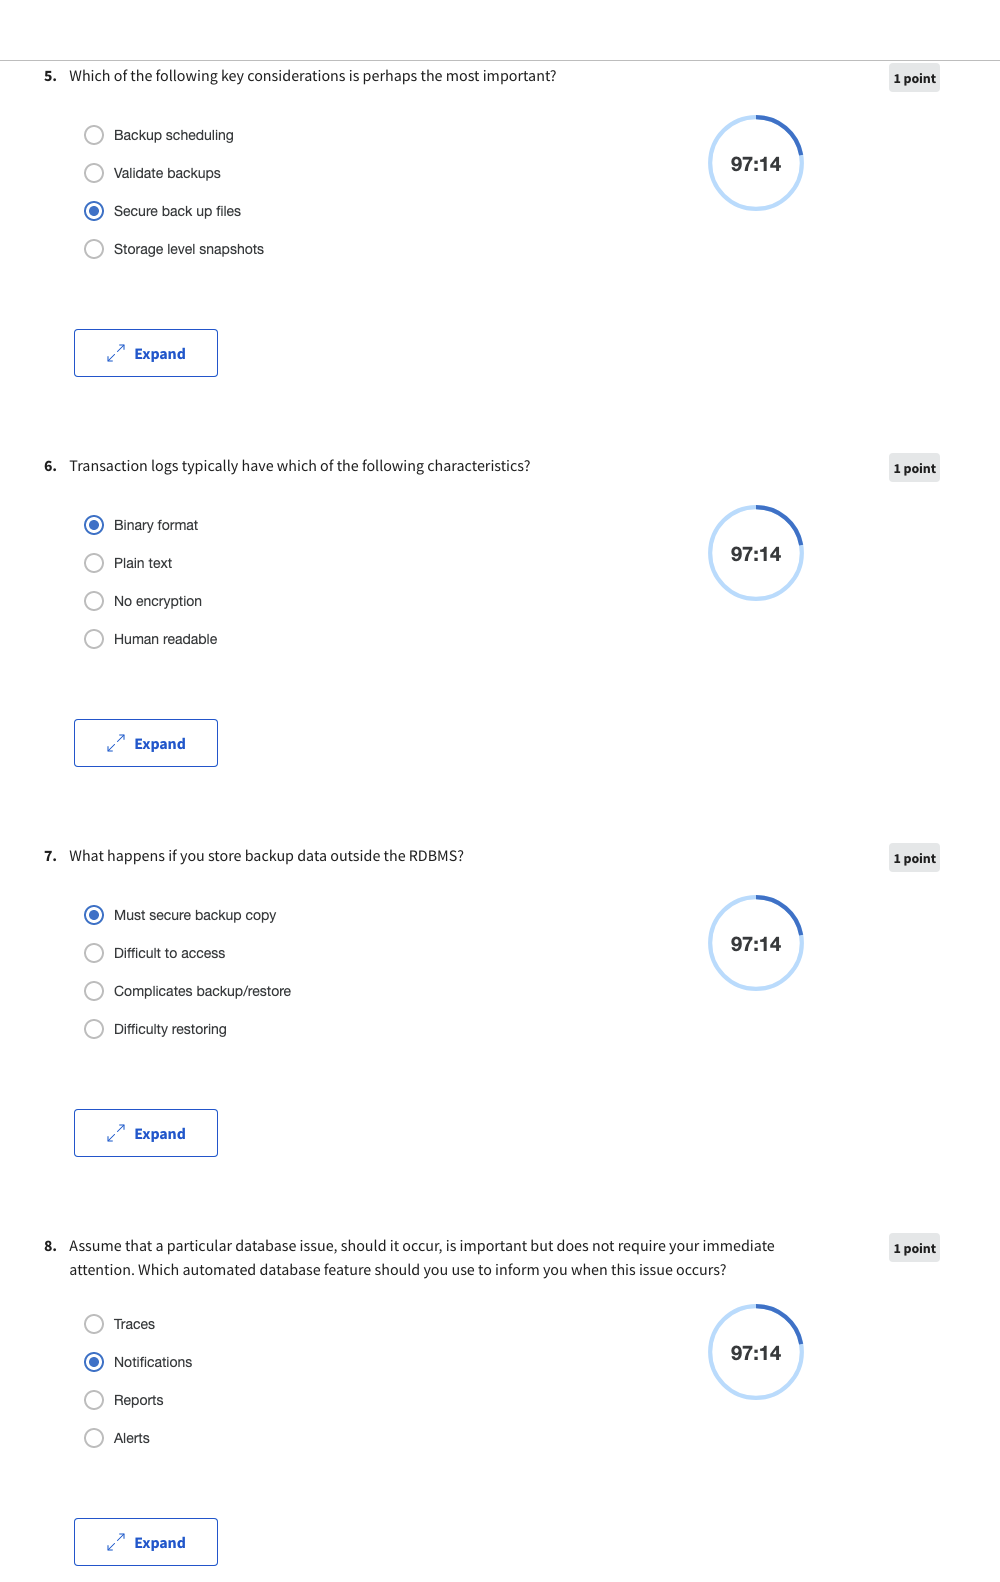 5. Which of the following key considerations is perhaps the most important?
1 point
Backup scheduling
97:14
Validate backups
Secure back up files
Storage level snapshots
Expand
6. Transaction logs typically have which of the following characteristics?
1 point
Binary format
97:14
Plain text
No encryption
Human readable
Expand
7. What happens if you store backup data outside the RDBMS?
1 point
Must secure backup copy
97:14
Difficult to access
Complicates backup/restore
Difficulty restoring
Expand
8. Assume that a particular database issue, should it occur, is important but does not require your immediate
1 point
attention. Which automated database feature should you use to inform you when this issue occurs?
Traces
97:14
Notifications
Reports
Alerts
Expand